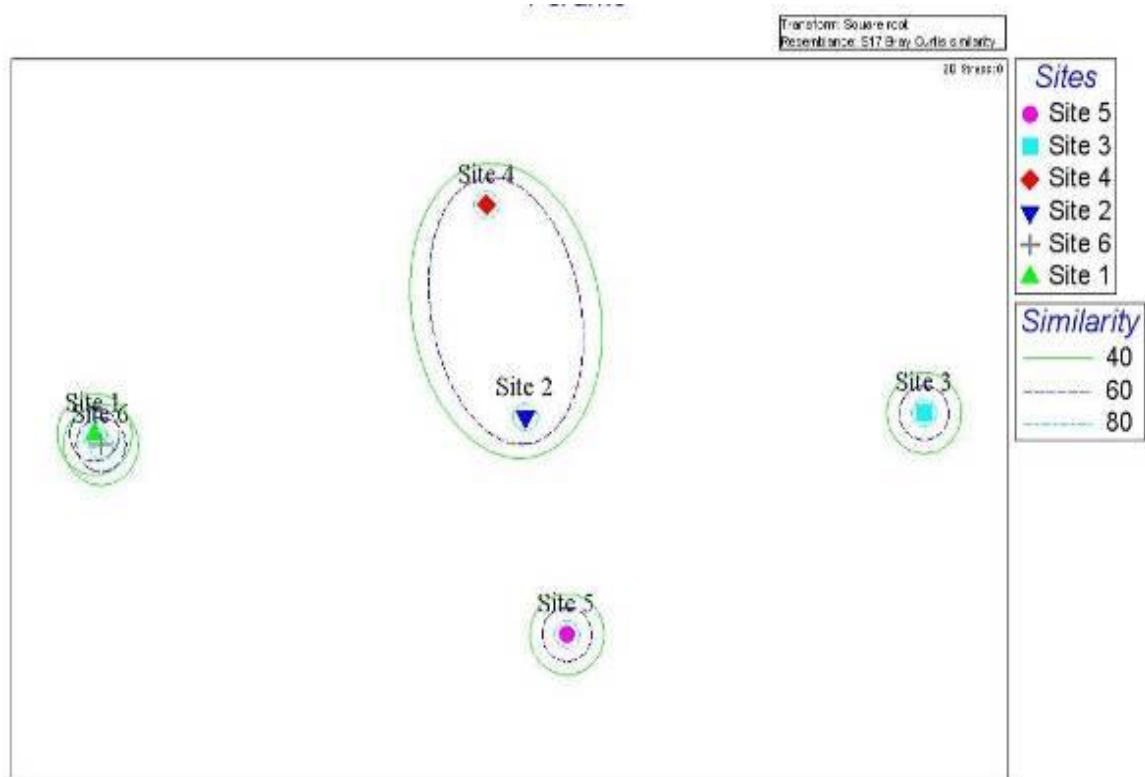 Transform: Square root
Resemblance: S17 Bray Curtis similarity
2D Stress: 0
Sites
Site 5
Site 3
Site 4
Site 2
Site 6
Site 1
Similarity
40
60
80
Site 4
Site 2
Site 3
Site 1
Site 6
Site 5